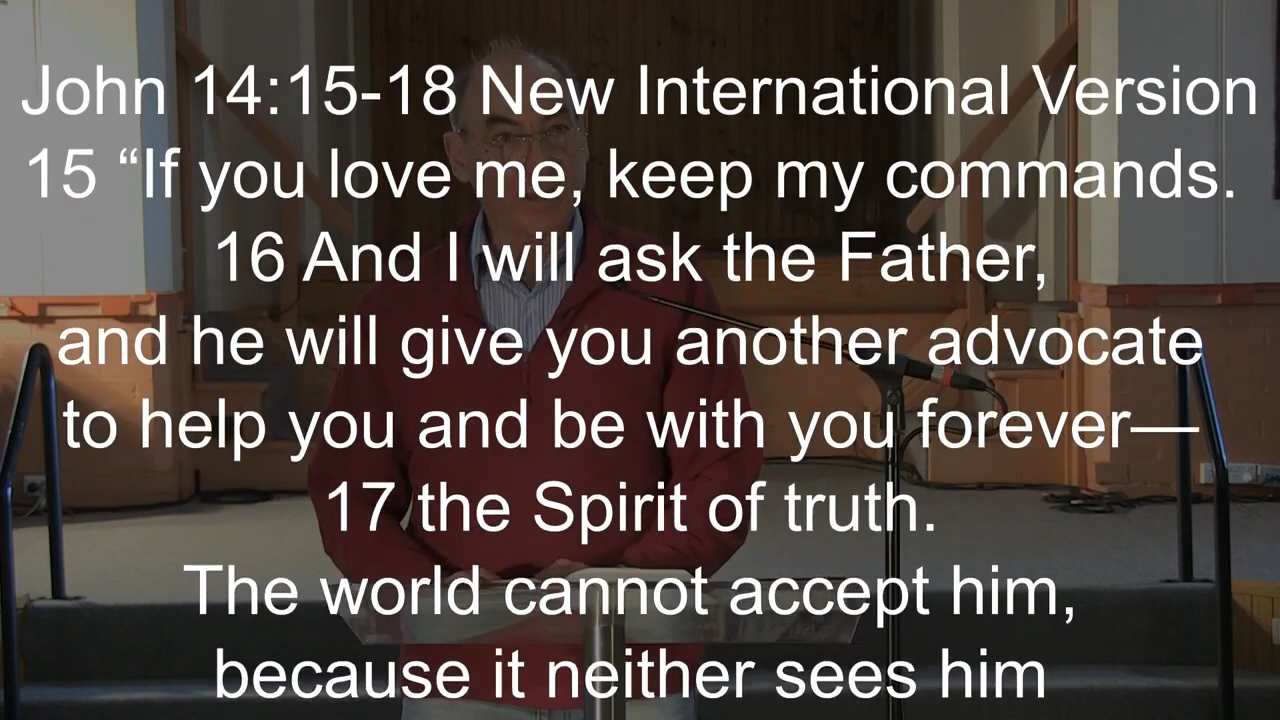 John 14:15-18 New International Version
15 “If you love me, keep my commands.
16 And I will ask the Father,
and he will give you another advocate
to help you and be with you forever—
17 the Spirit of truth.
The world cannot accept him,
because it neither sees him